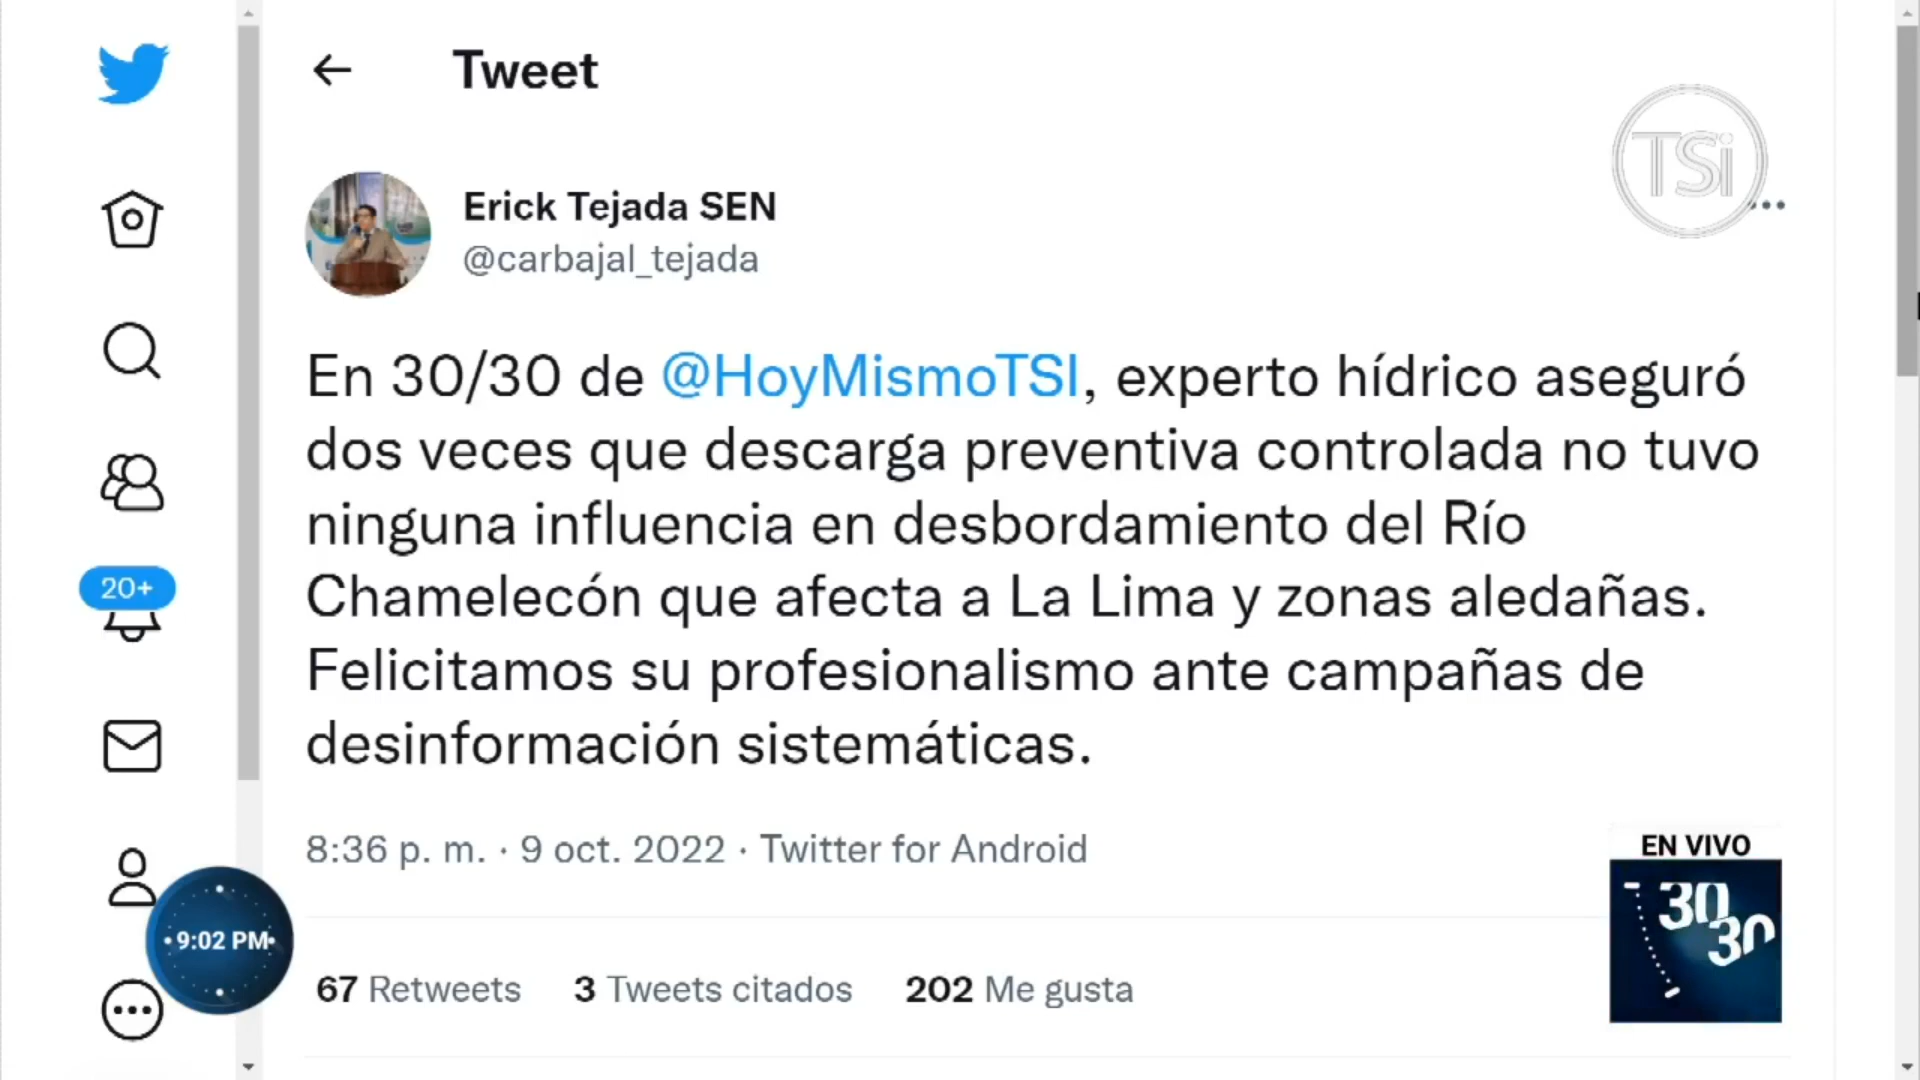 Tweet
TSi
Erick Tejada SEN
@carbajal_tejada
En 30/30 de @HoyMismoTSI, experto hídrico aseguró
dos veces que descarga preventiva controlada no tuvo
ninguna influencia en desbordamiento del Río
Chamelecón que afecta a La Lima y zonas aledañas.
Felicitamos su profesionalismo ante campañas de
desinformación sistemáticas.
20+
8:36 p. m. · 9 oct. 2022 · Twitter for Android
EN VIVO
30
30
9:02 PM
67 Retweets 3 Tweets citados 202 Me gusta